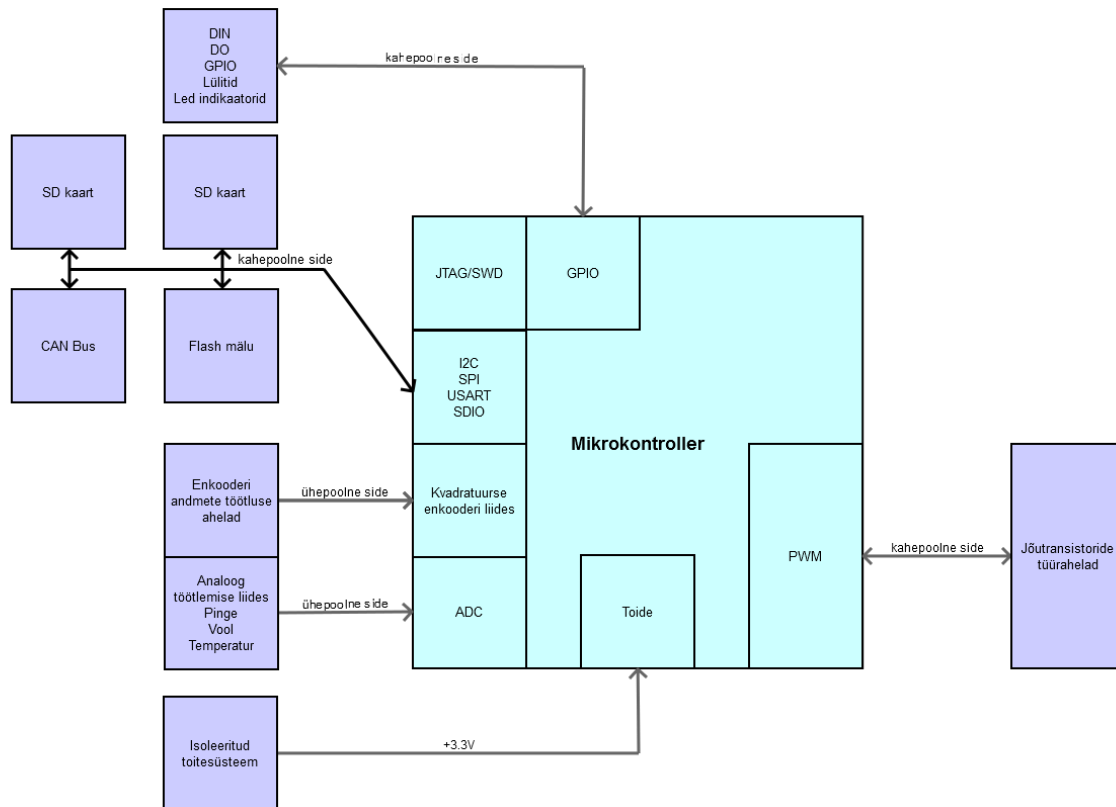 DIN
DO
GPIO
Lülitid
Led indikaatorid
kahepoolne side
SD kaart
SD kaart
kahepoolne side
JTAG/SWD
GPIO
CAN Bus
Flash mälu
I2C
SPI
USART
SDIO
Mikrokontroller
Enkooderi
andmete töötluse
ahelad
ühepoolne side
Kvadratuurse
enkooderi liides
PWM
kahepoolne side
Jõutransistoride
tüürahelad
Analoog
töötlemise liides
Pinge
Vool
Temperatur
ühepoolne side
ADC
Toide
Isoleeritud
toitesüsteem
+3.3V